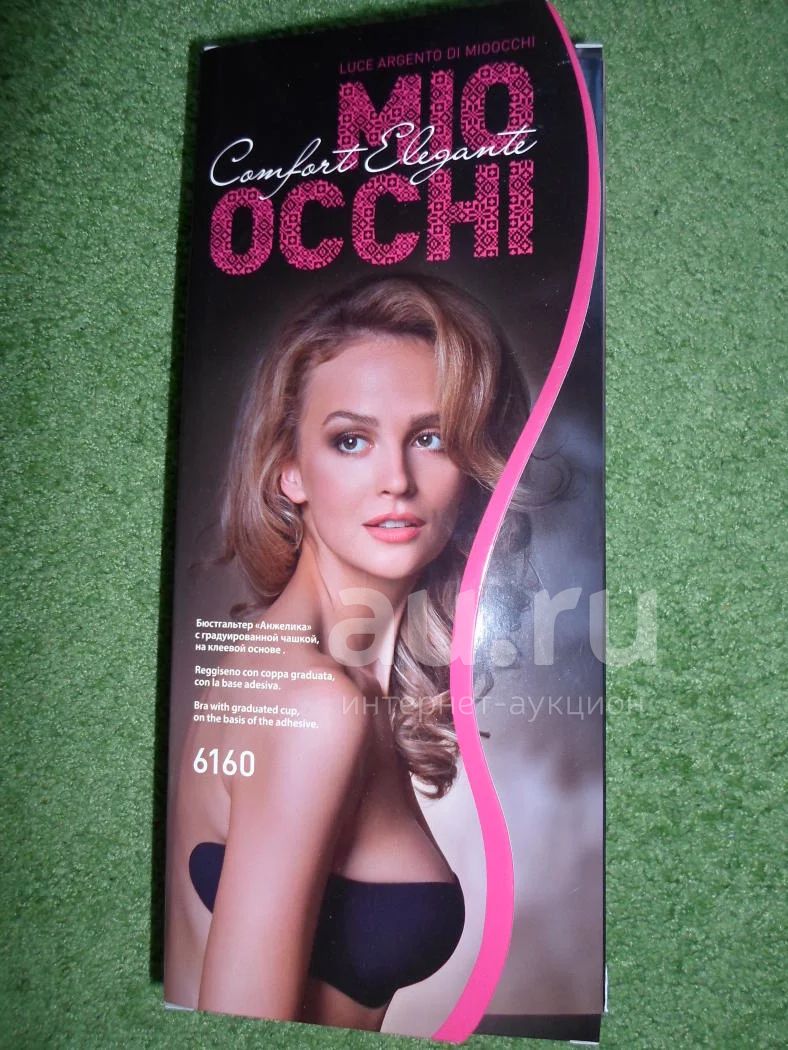 LUCE ARGENTO DI MIOOCCHI
MIO
Comfort Elegante
OCCHI
Бюстгальтер «Анжелика»
с градуированной чашкой,
на клеевой основе .
Reggiseno con coppa graduata,
con la base adesiva.
Bra with graduated cup,
on the basis of the adhesive.
6160
au.ru
интернет-аукцион